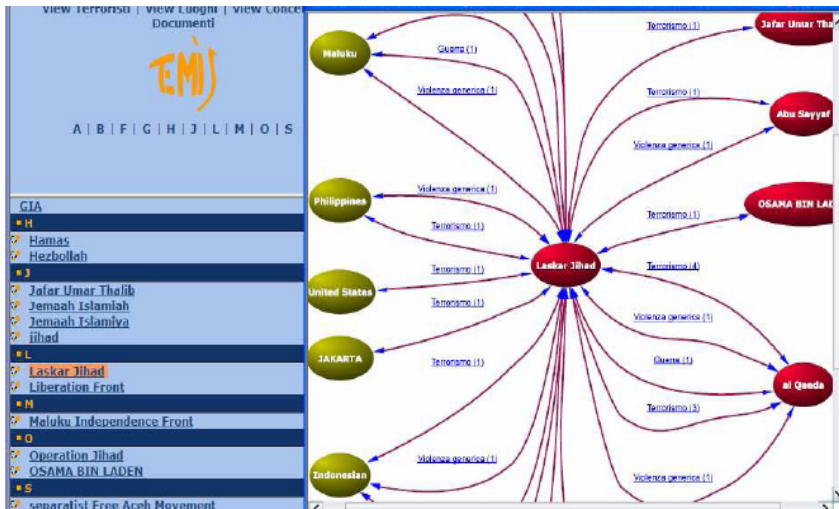 View Terroristi | View Luoghi | View Concet
Documenti
TEMIS
A | B | F | G | H | J | L | M | O | S
GIA
H
Hamas
Hezbollah
J
Jafar Umar Thalib
Jemaah Islamiah
Jemaah Islamiya
jihad
L
Laskar Jihad
Liberation Front
M
Maluku Independence Front
O
Operation Jihad
OSAMA BIN LADEN
S
separatist Free Aceh Movement
Maluku
Guerra (1)
Violenza generica (1)
Philippines
Violenza generica (1)
Terrorismo (1)
United States
Terrorismo (1)
JAKARTA
Terrorismo (1)
Terrorismo (1)
Indonesian
Violenza generica (1)
Laskar Jihad
Terrorismo (1)
Jafar Umar Tha
Terrorismo (1)
Abu Sayyaf
Violenza generica (1)
Terrorismo (1)
OSAMA BIN LAD
Terrorismo (4)
Violenza generica (1)
Guerra (1)
al Qaeda
Terrorismo (3)
Violenza generica (1)